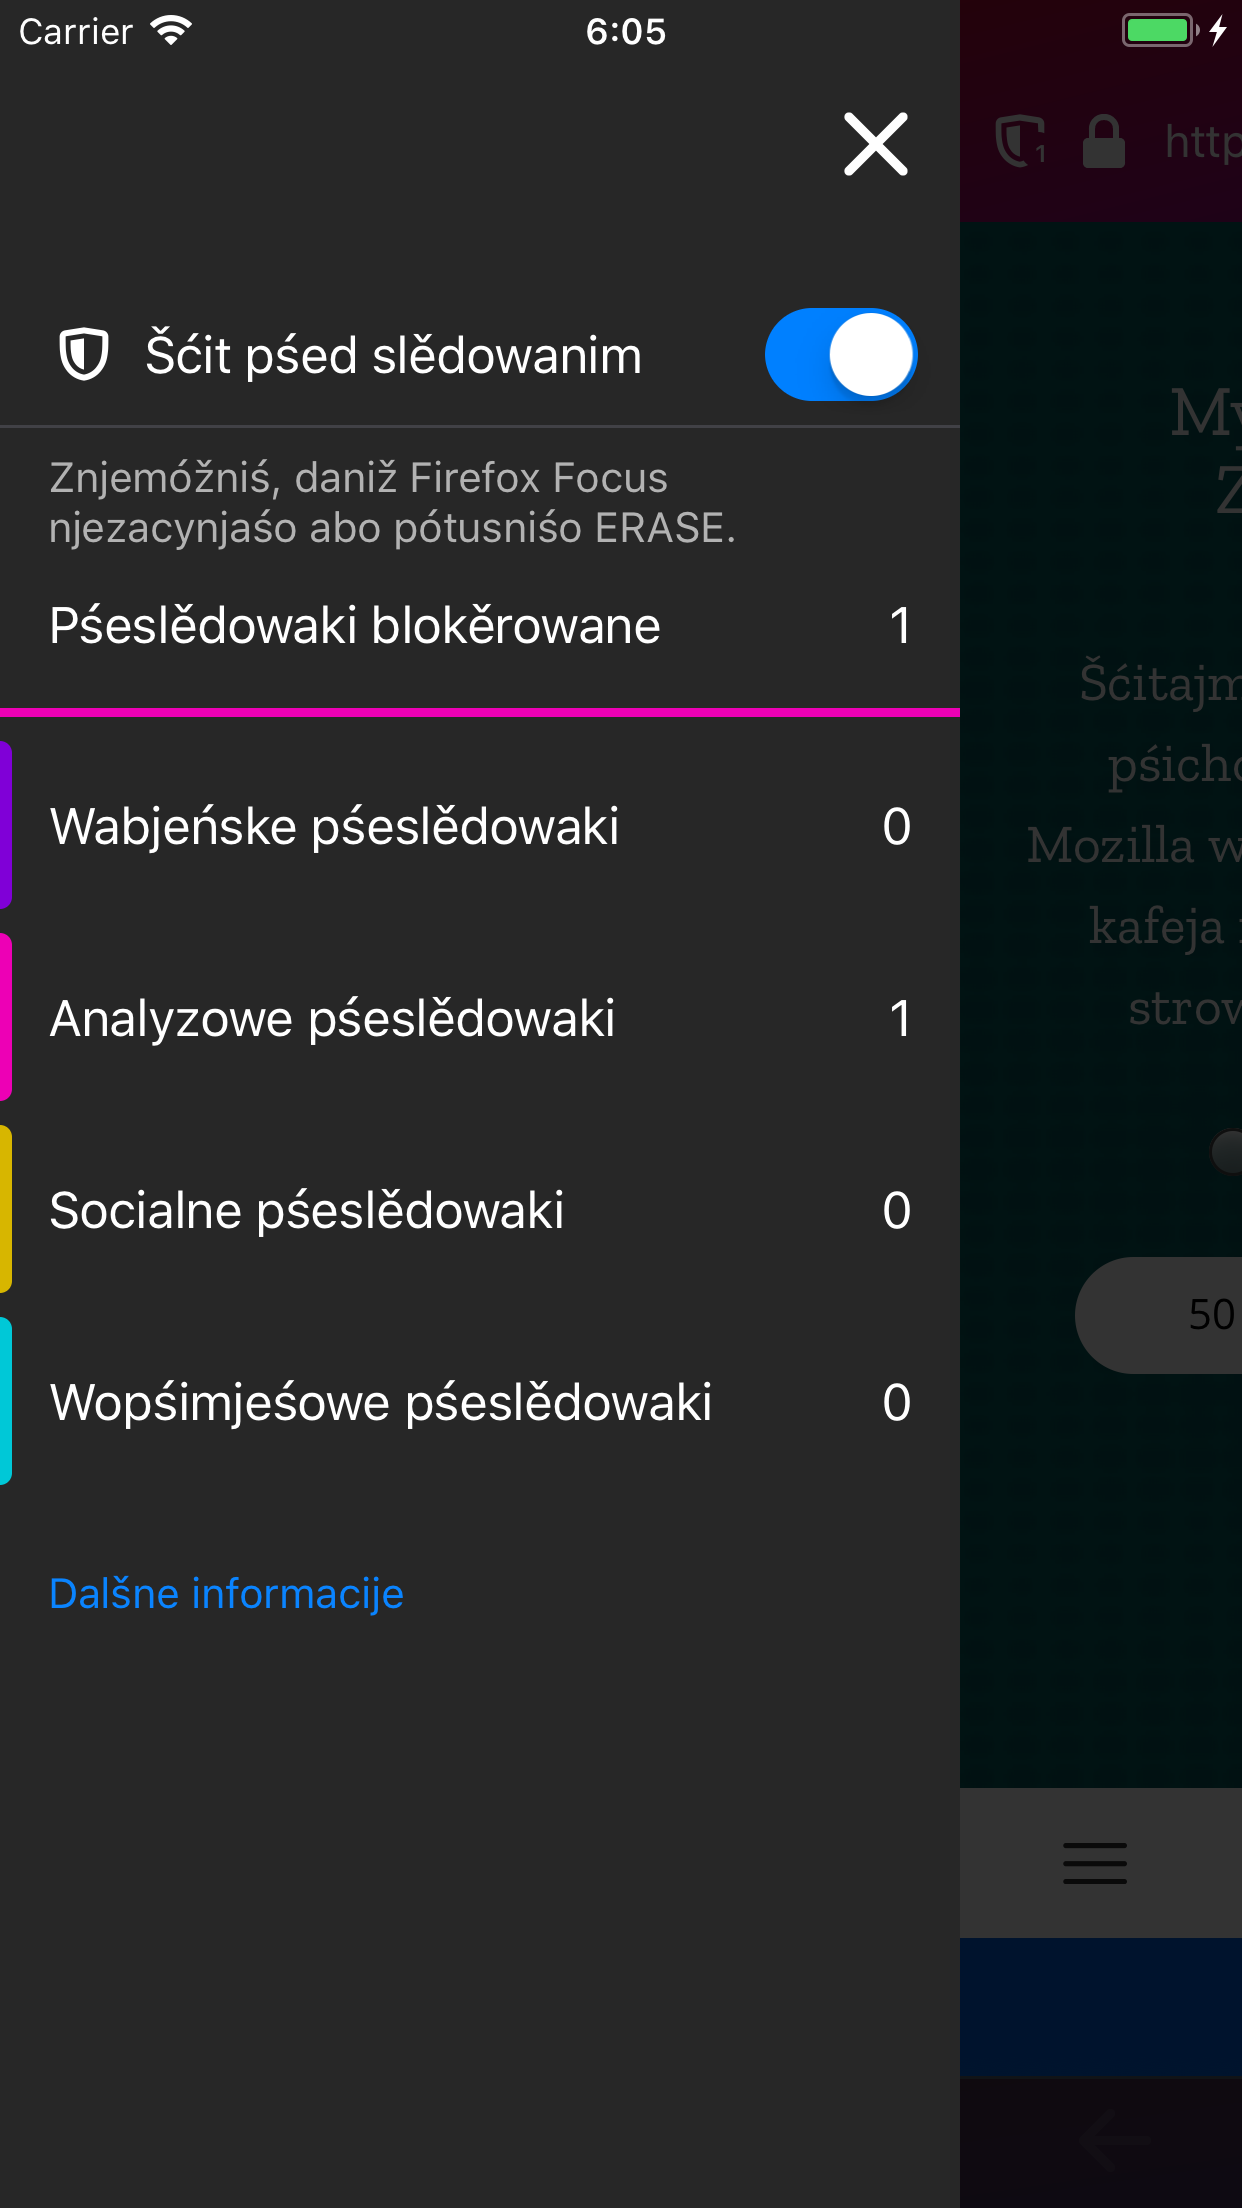 Carrier
6:05
1
http
Šćit pśed slědowanim
Znjemóžniś, daniž Firefox Focus
njezacynjaśo abo pótusniśo ERASE.
Pśeslědowaki blokěrowane 1
Wabjeńske pśeslědowaki 0
Analyzowe pśeslědowaki 1
Socialne pśeslědowaki 0
Wopśimjeśowe pśeslědowaki 0
Dalšne informacije
My
Z
Šćitajm
pśicho
Mozilla w
kafeja
strow
50